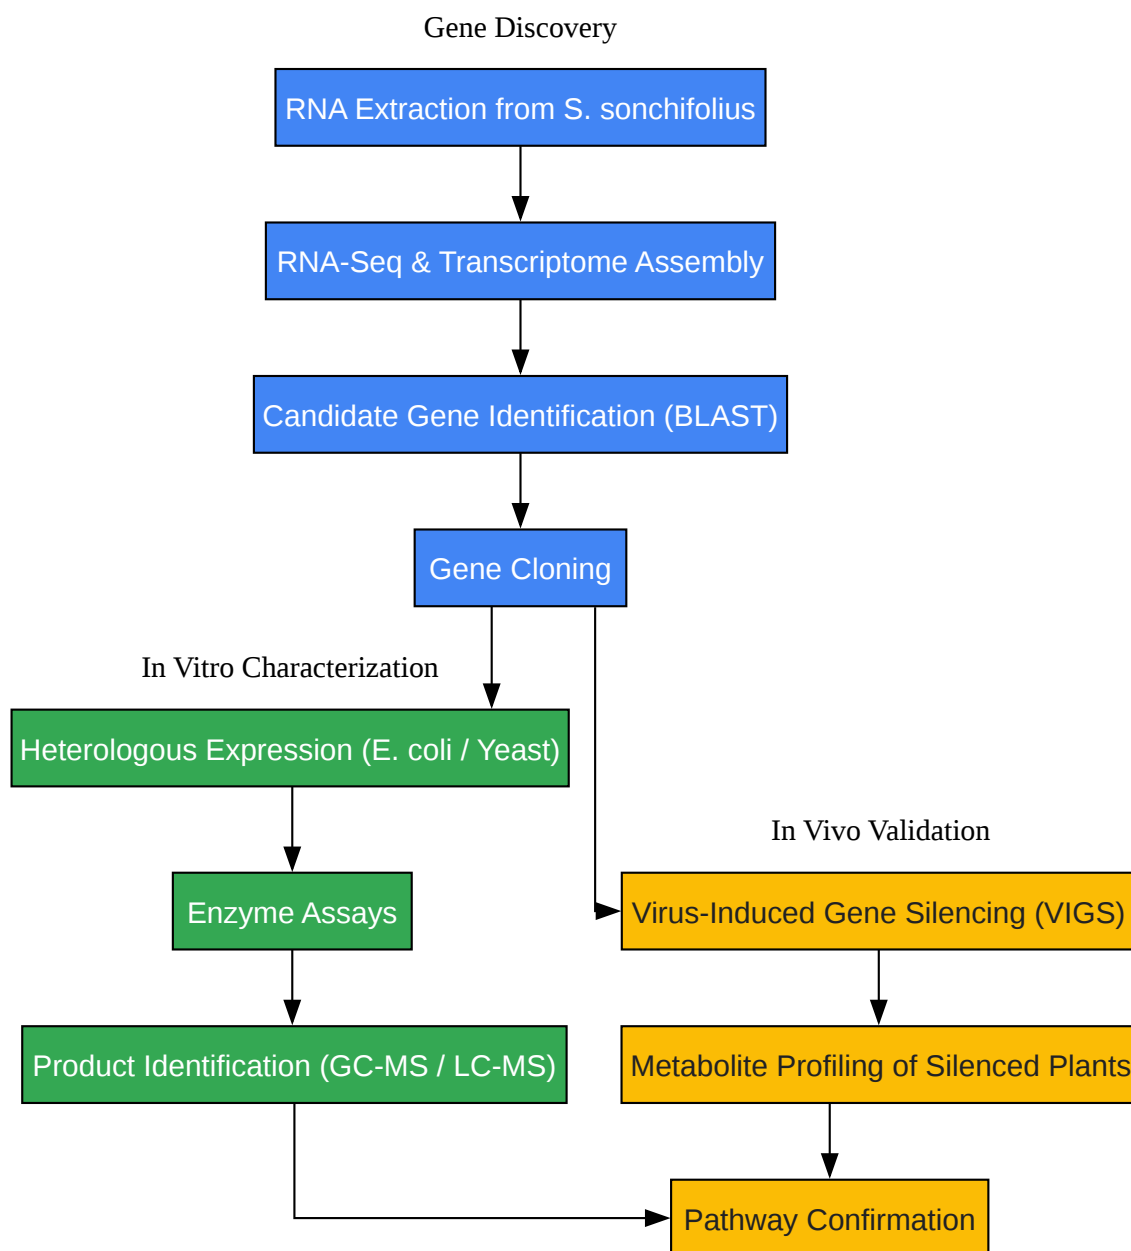 Gene Discovery
RNA Extraction from S. sonchifolius
RNA-Seq & Transcriptome Assembly
Candidate Gene Identification (BLAST)
Gene Cloning
In Vitro Characterization
Heterologous Expression (E. coli / Yeast)
Enzyme Assays
Product Identification (GC-MS / LC-MS)
In Vivo Validation
Virus-Induced Gene Silencing (VIGS)
Metabolite Profiling of Silenced Plants
Pathway Confirmation